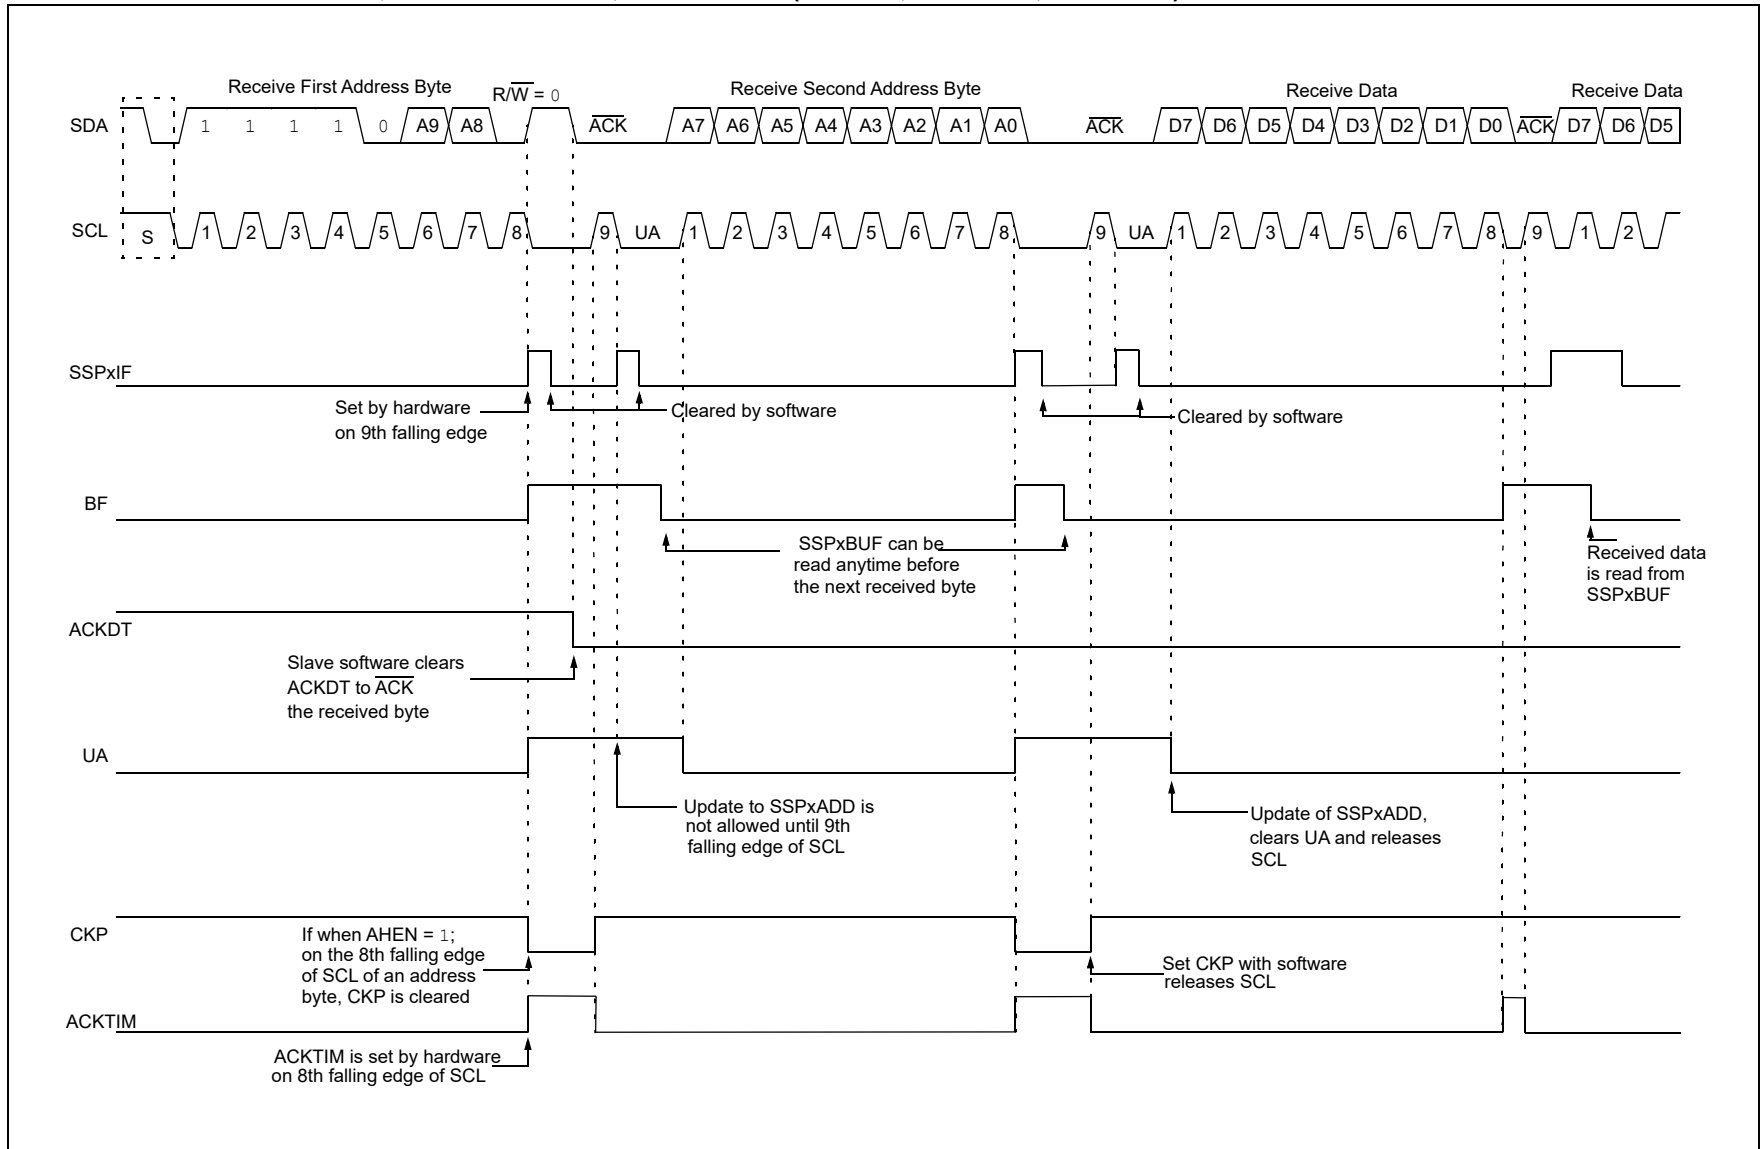 Receive First Address Byte R/W = 0 Receive Second Address Byte Receive Data Receive Data
SDA 1 1 1 1 0 A9 A8 ACK A7 A6 A5 A4 A3 A2 A1 A0 ACK D7 D6 D5 D4 D3 D2 D1 D0 ACK D7 D6 D5
SCL S 1 2 3 4 5 6 7 8 9 UA 1 2 3 4 5 6 7 8 9 UA 1 2 3 4 5 6 7 8 9 1 2
SSPxIF
Set by hardware
on 9th falling edge
Cleared by software
Cleared by software
BF
SSPxBUF can be
read anytime before
the next received byte
Received data
is read from
SSPxBUF
ACKDT
Slave software clears
ACKDT to ACK
the received byte
UA
Update to SSPxADD is
not allowed until 9th
falling edge of SCL
Update of SSPxADD,
clears UA and releases
SCL
CKP
If when AHEN = 1;
on the 8th falling edge
of SCL of an address
byte, CKP is cleared
Set CKP with software
releases SCL
ACKTIM
ACKTIM is set by hardware
on 8th falling edge of SCL